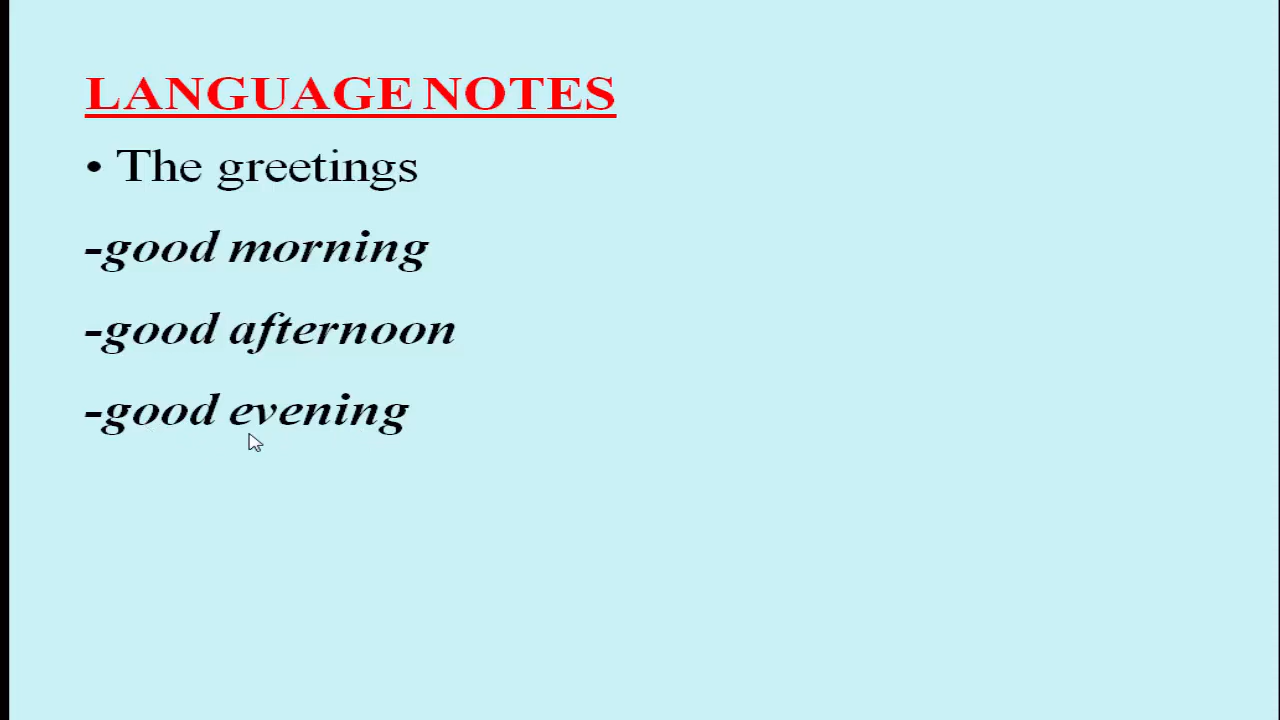 LANGUAGE NOTES
• The greetings
-good morning
-good afternoon
-good evening